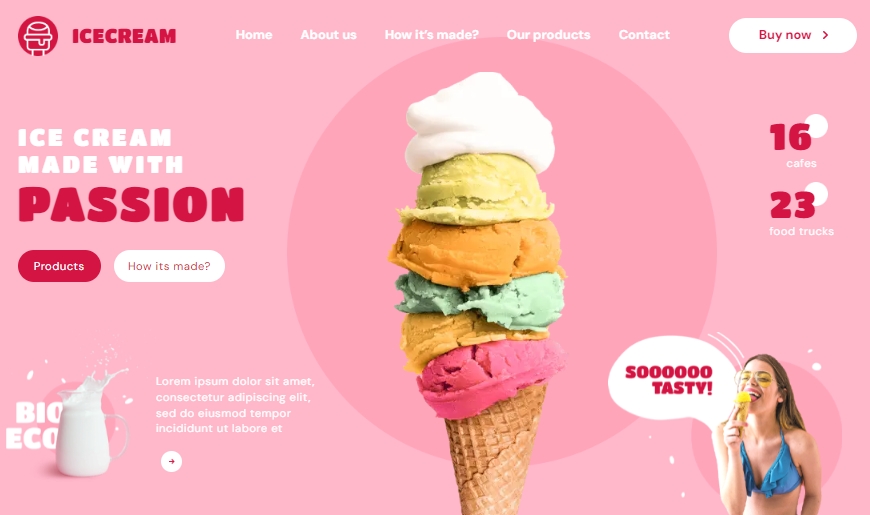 ICECREAM
Home About us How it's made? Our products Contact
Buy now
ICE CREAM
MADE WITH
PASSION
Products
How its made?
16
cafes
23
food trucks
BIO
ECO
Lorem ipsum dolor sit amet,
consectetur adipiscing elit,
sed do eiusmod tempor
incididunt ut labore et
SOOOOOO
TASTY!